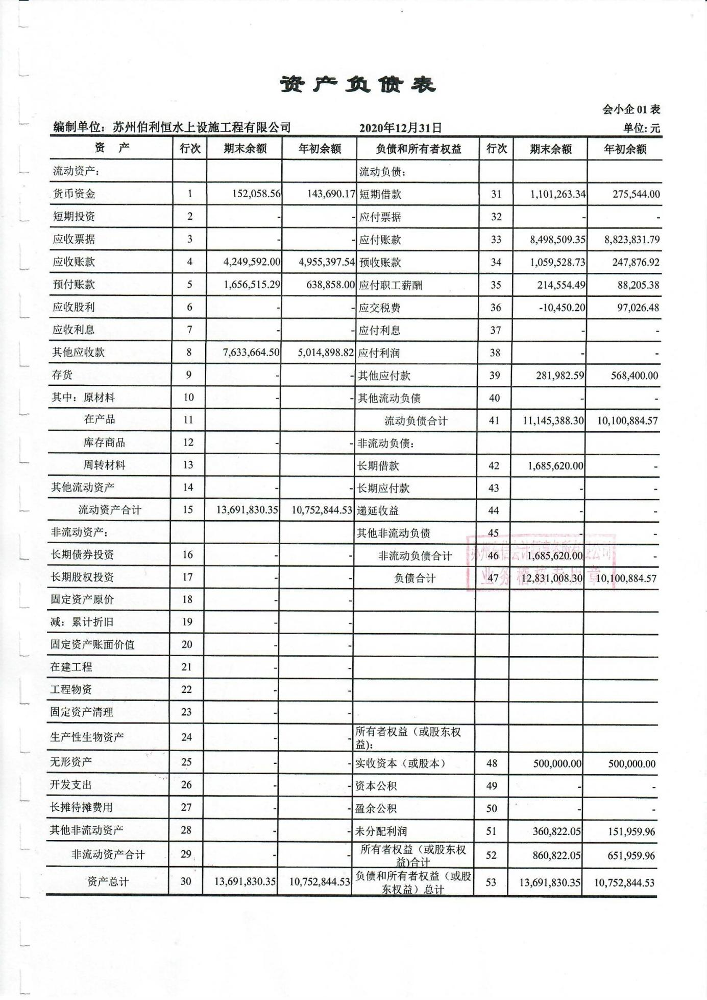 资产负债表
会小企 01 表
编制单位：苏州伯利恒水上设施工程有限公司 2020年12月31日 单位: 元
资 产 行次 期末余额 年初余额 负债和所有者权益 行次 期末余额 年初余额
流动资产： 流动负债：
货币资金 1 152,058.56 143,690.17 短期借款 31 1,101,263.34 275,544.00
短期投资 2 - - 应付票据 32 - -
应收票据 3 - - 应付账款 33 8,498,509.35 8,823,831.79
应收账款 4 4,249,592.00 4,955,397.54 预收账款 34 1,059,528.73 247,876.92
预付账款 5 1,656,515.29 638,858.00 应付职工薪酬 35 214,554.49 88,205.38
应收股利 6 - - 应交税费 36 -10,450.20 97,026.48
应收利息 7 - - 应付利息 37 - -
其他应收款 8 7,633,664.50 5,014,898.82 应付利润 38 - -
存货 9 - - 其他应付款 39 281,982.59 568,400.00
其中：原材料 10 - - 其他流动负债 40 - -
在产品 11 流动负债合计 41 11,145,388.30 10,100,884.57
库存商品 12 - - 非流动负债：
周转材料 13 长期借款 42 1,685,620.00 -
其他流动资产 14 - - 长期应付款 43 - -
流动资产合计 15 13,691,830.35 10,752,844.53 递延收益 44 - -
非流动资产： 其他非流动负债 45 - -
长期债券投资 16 - - 非流动负债合计 46 1,685,620.00 -
长期股权投资 17 - - 负债合计 47 12,831,008.30 10,100,884.57
业务稽核专用章
固定资产原价 18 - -
减：累计折旧 19 - -
固定资产账面价值 20 - -
在建工程 21 - -
工程物资 22 - -
固定资产清理 23 - -
生产性生物资产 24 - - 所有者权益（或股东权
益)：
无形资产 25 - - 实收资本（或股本） 48 500,000.00 500,000.00
开发支出 26 - - 资本公积 49 - -
长摊待摊费用 27 - - 盈余公积 50 - -
其他非流动资产 28 - - 未分配利润 51 360,822.05 151,959.96
非流动资产合计 29 - - 所有者权益（或股东权
益)合计 52 860,822.05 651,959.96
资产总计 30 13,691,830.35 10,752,844.53 负债和所有者权益（或股
东权益）总计 53 13,691,830.35 10,752,844.53